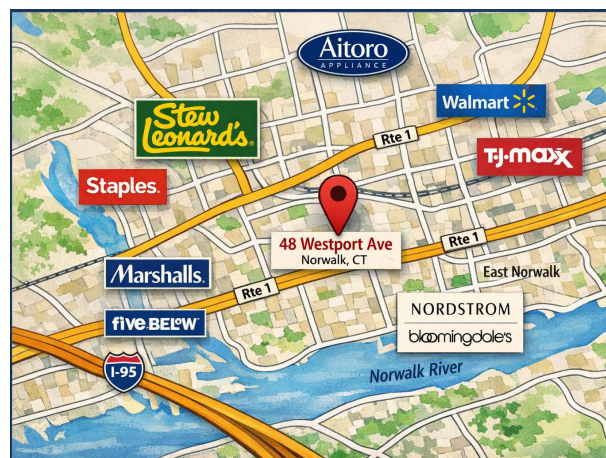 Aitoro
APPLIANCE
Walmart
Stew
Leonard's®
Rte 1
T·J·maxx
Staples.
48 Westport Ave
Norwalk, CT
Rte 1
East Norwalk
Marshalls.
Rte 1
NORDSTROM
bloomingdale's
five BELOW
I-95
Norwalk River